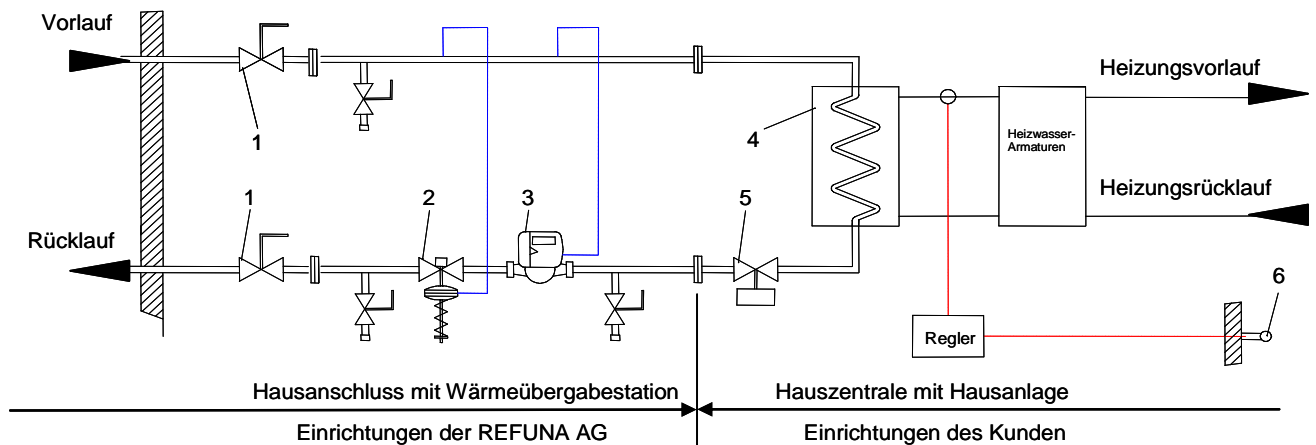 Vorlauf
Heizungsvorlauf
1
4
Heizwasser-
Armaturen
1
2
3
5
Heizungsrücklauf
Rücklauf
6
Regler
Hausanschluss mit Wärmeübergabestation
Hauszentrale mit Hausanlage
Einrichtungen der REFUNA AG
Einrichtungen des Kunden